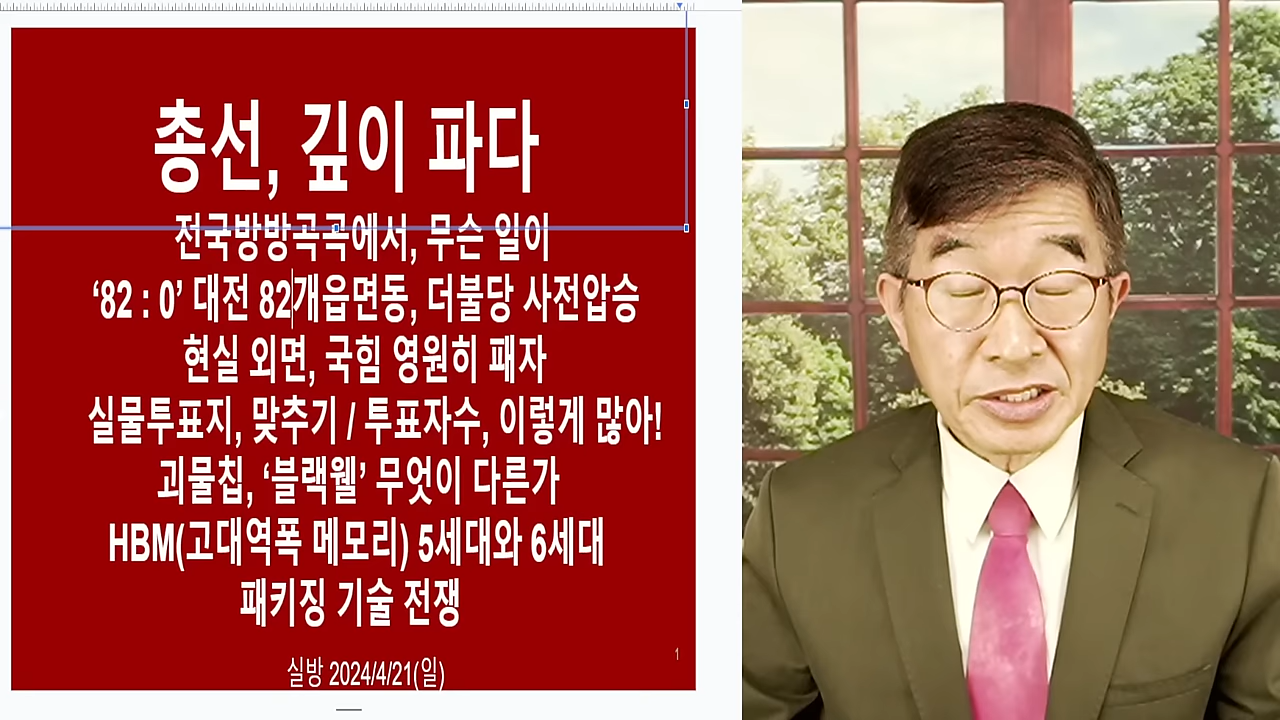 총선, 깊이 파다
전국방방곡곡에서, 무슨 일이
‘82 : 0’ 대전 82개읍면동, 더불당 사전압승
현실 외면, 국힘 영원히 패자
실물투표지, 맞추기 / 투표자수, 이렇게 많아!
괴물칩, ‘블랙웰’ 무엇이 다른가
HBM(고대역폭 메모리) 5세대와 6세대
패키징 기술 전쟁
실방 2024/4/21(일)
1